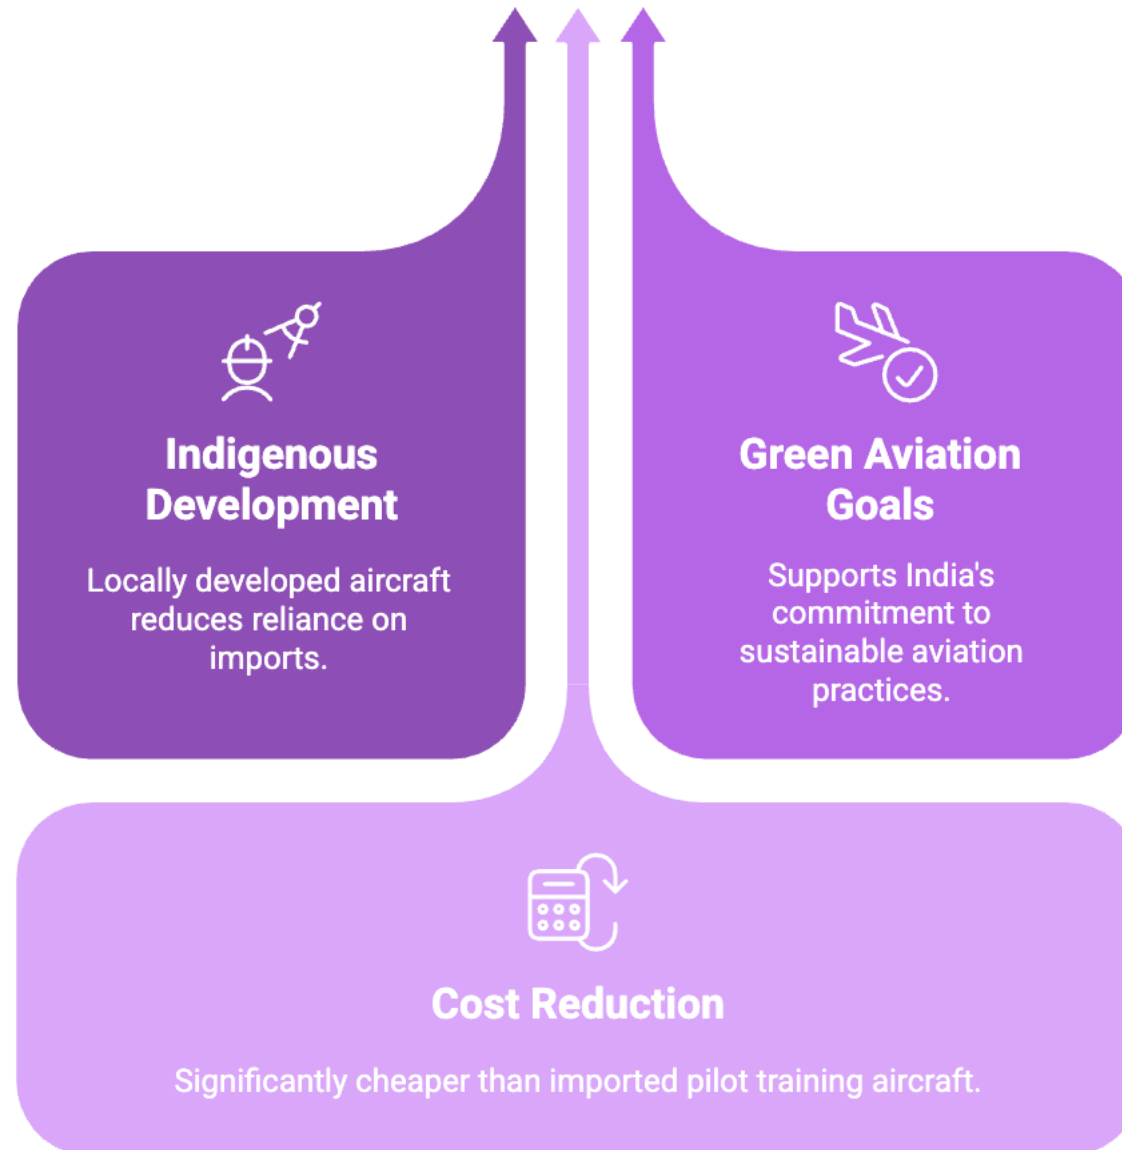 Indigenous
Development
Locally developed aircraft
reduces reliance on
imports.
Green Aviation
Goals
Supports India's
commitment to
sustainable aviation
practices.
Cost Reduction
Significantly cheaper than imported pilot training aircraft.